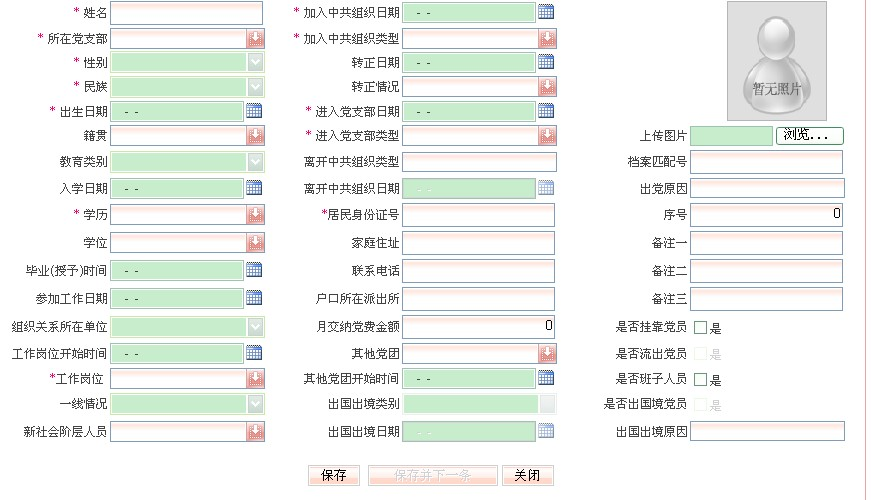 * 姓名
* 加入中共组织日期 - -
* 所在党支部
* 加入中共组织类型
* 性别
转正日期 - -
* 民族
转正情况
暂无照片
* 出生日期 - -
* 进入党支部日期 - -
籍贯
* 进入党支部类型
上传图片 浏览...
教育类别
离开中共组织类型
档案匹配号
入学日期 - -
离开中共组织日期 - -
出党原因
* 学历
*居民身份证号
序号 0
学位
家庭住址
备注一
毕业(授予)时间 - -
联系电话
备注二
参加工作日期 - -
户口所在派出所
备注三
组织关系所在单位
月交纳党费金额 0
是否挂靠党员 是
工作岗位开始时间 - -
其他党团
是否流出党员 是
*工作岗位
其他党团开始时间 - -
是否班子人员 是
一线情况
出国出境类别
是否出国境党员 是
新社会阶层人员
出国出境日期 - -
出国出境原因
保存 保存并下一条 关闭